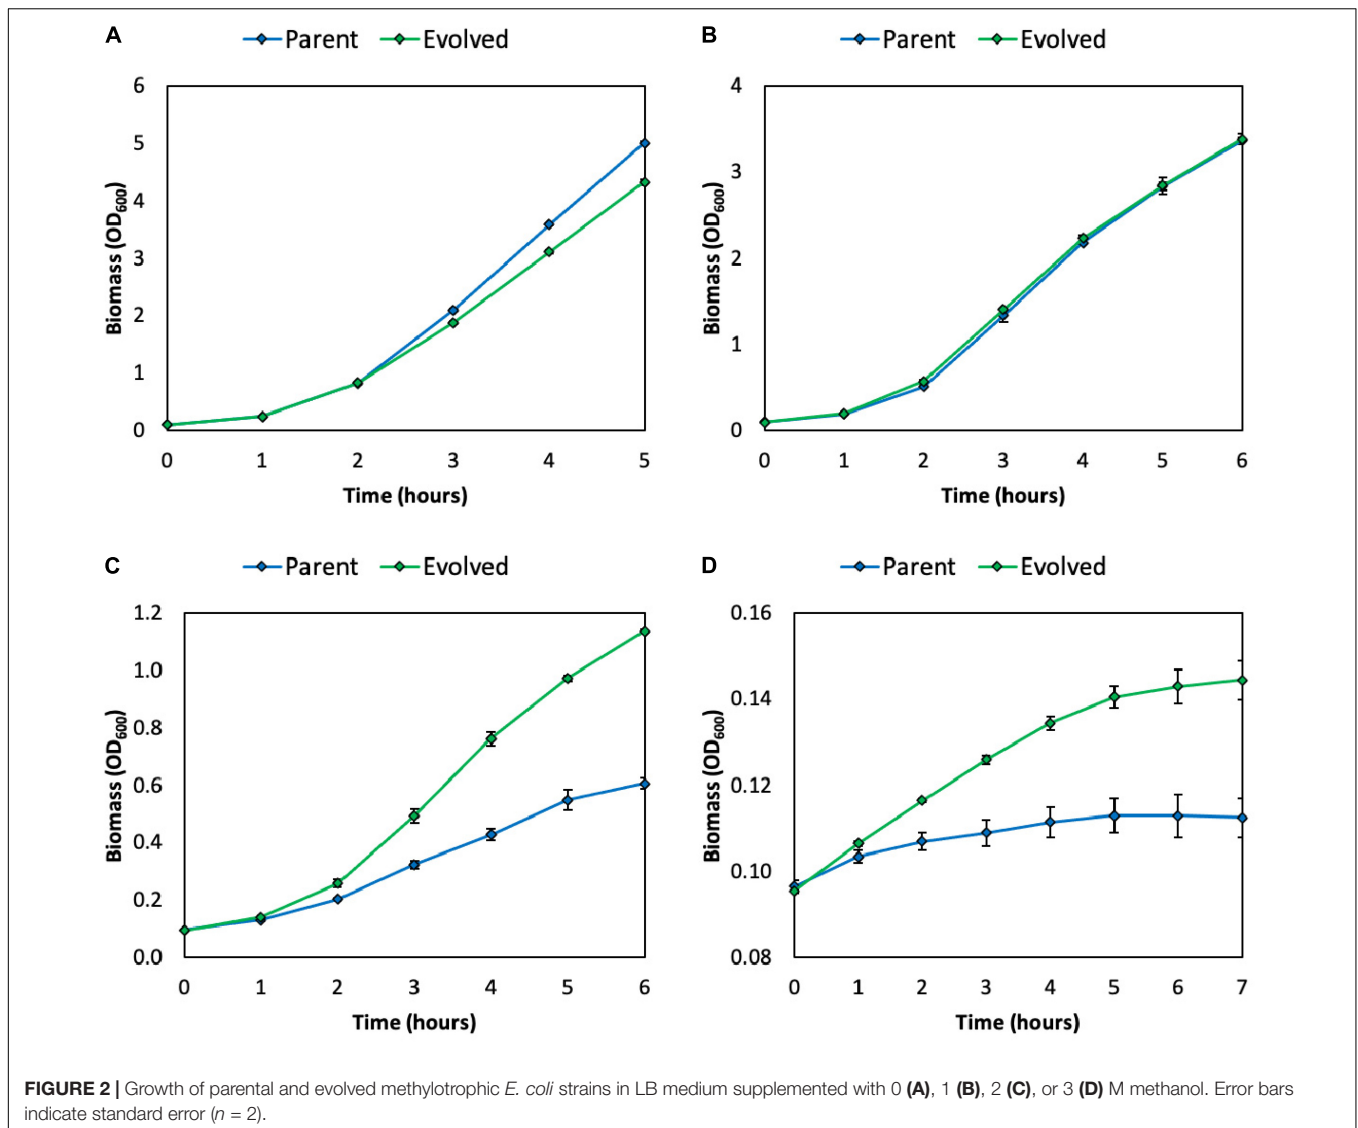 A
Parent Evolved
6
5
4
3
2
1
0
Biomass (OD600)
0 1 2 3 4 5
Time (hours)
B
Parent Evolved
4
3
2
1
0
Biomass (OD600)
0 1 2 3 4 5 6
Time (hours)
C
Parent Evolved
1.2
1.0
0.8
0.6
0.4
0.2
0.0
Biomass (OD600)
0 1 2 3 4 5 6
Time (hours)
D
Parent Evolved
0.16
0.14
0.12
0.10
0.08
Biomass (OD600)
0 1 2 3 4 5 6 7
Time (hours)
FIGURE 2 | Growth of parental and evolved methylotrophic E. coli strains in LB medium supplemented with 0 (A), 1 (B), 2 (C), or 3 (D) M methanol. Error bars
indicate standard error (n = 2).